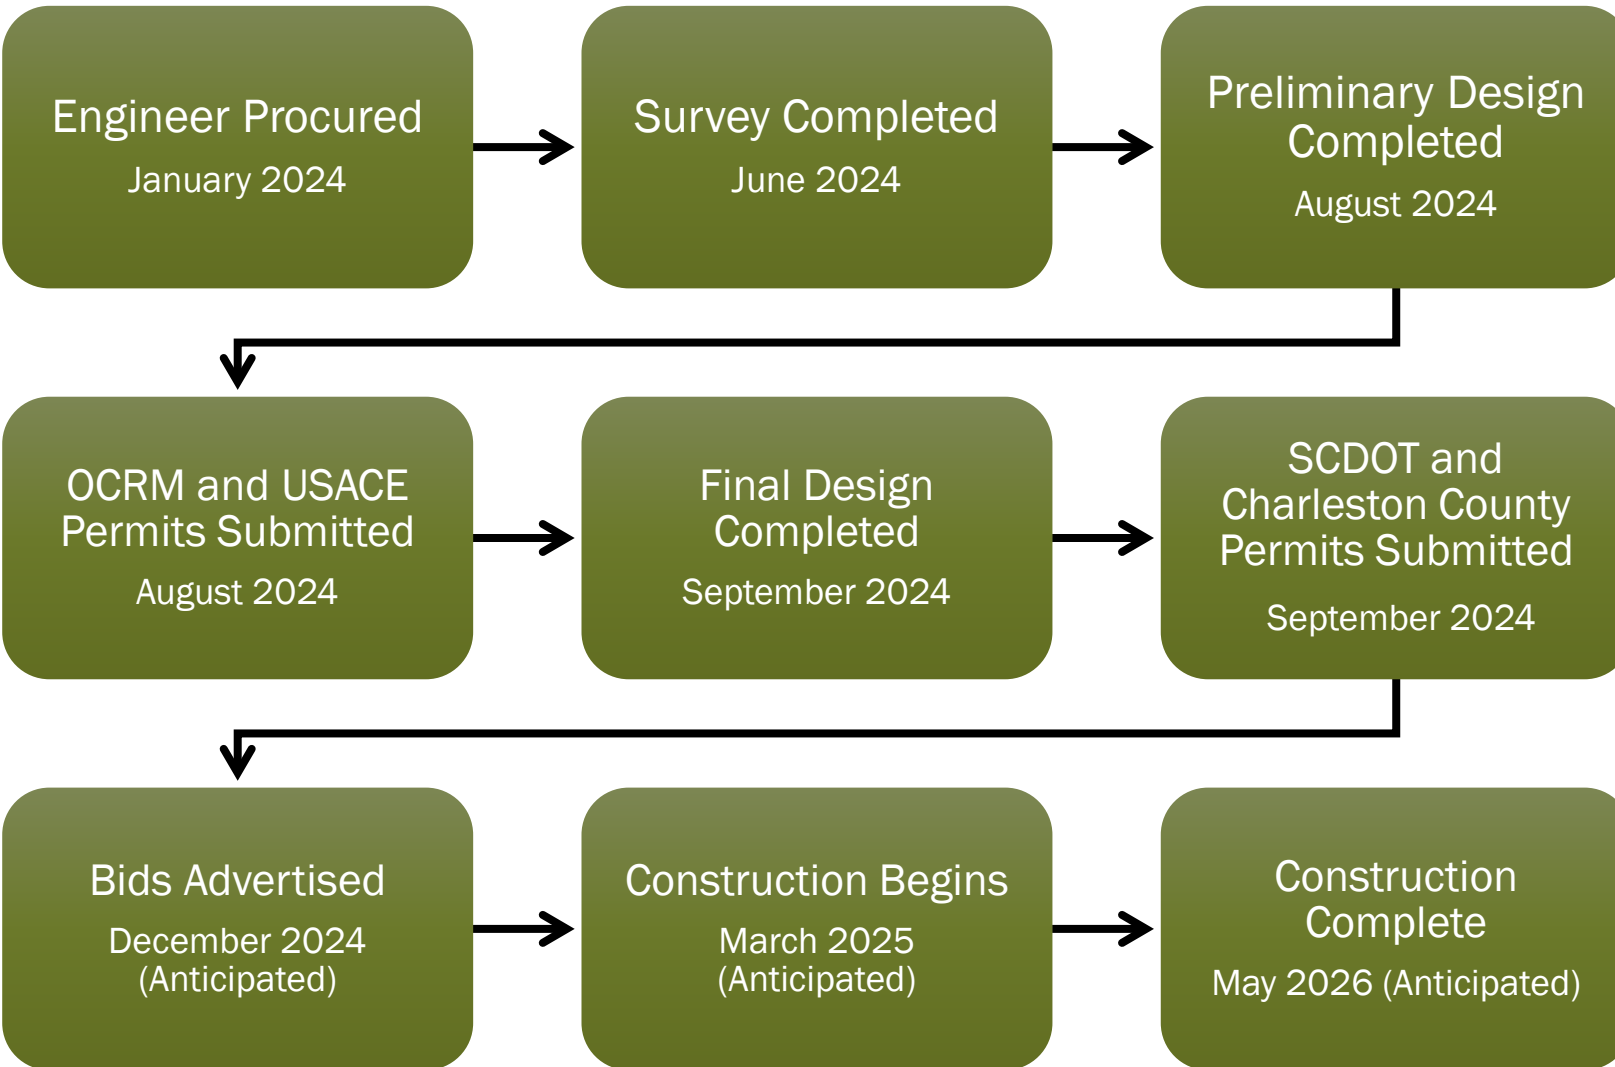 Engineer Procured
January 2024
Survey Completed
June 2024
Preliminary Design
Completed
August 2024
OCRM and USACE
Permits Submitted
August 2024
Final Design
Completed
September 2024
SCDOT and
Charleston County
Permits Submitted
September 2024
Bids Advertised
December 2024
(Anticipated)
Construction Begins
March 2025
(Anticipated)
Construction
Complete
May 2026 (Anticipated)